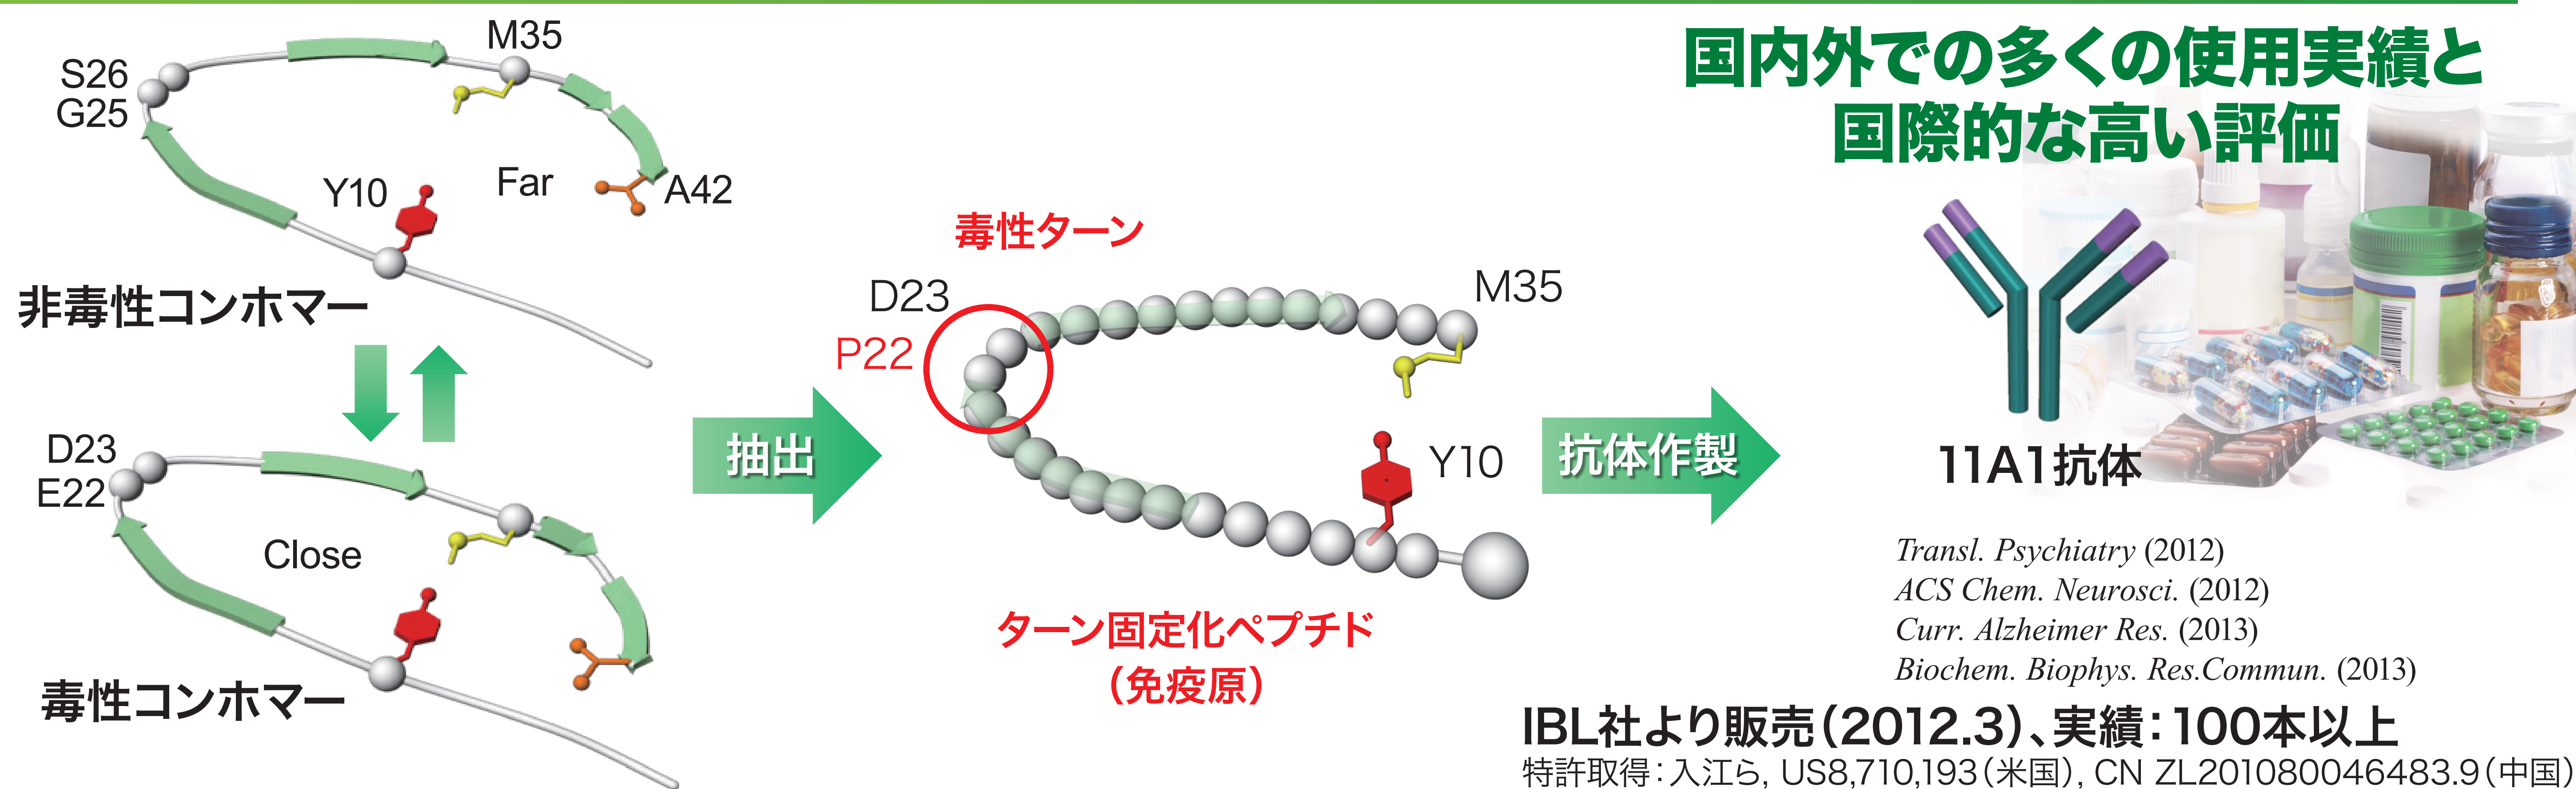 M35
S26
G25
Y10
Far
A42
非毒性コンホマー
D23
E22
Close
毒性コンホマー
抽出
毒性ターン
D23
P22
M35
Y10
ターン固定化ペプチド
（免疫原）
抗体作製
国内外での多くの使用実績と
国際的な高い評価
11A1抗体
Transl. Psychiatry (2012)
ACS Chem. Neurosci. (2012)
Curr. Alzheimer Res. (2013)
Biochem. Biophys. Res.Commun. (2013)
IBL社より販売（2012.3）、実績：100本以上
特許取得：入江ら, US8,710,193（米国）, CN ZL201080046483.9（中国）